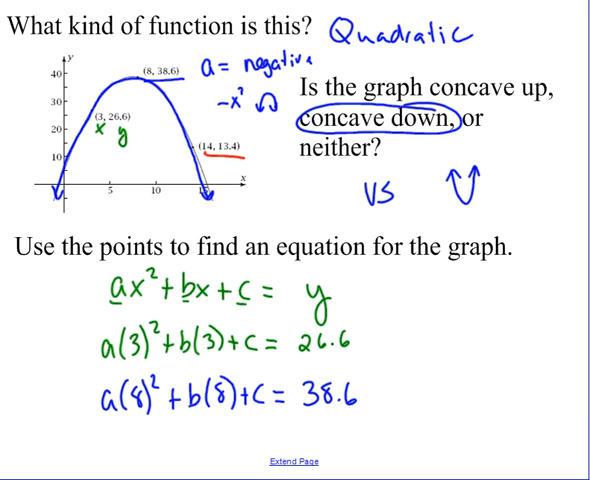 What kind of function is this? Quadratic
y
40
30
20
10
(8, 38.6)
(3, 26.6)
x y
(14, 13.4)
x
5
10
a = negative
-x²
Is the graph concave up,
concave down, or
neither?
vs
Use the points to find an equation for the graph.
ax² + bx + c = y
a(3)² + b(3) + c = 26.6
a(8)² + b(8) + c = 38.6
Extend Page